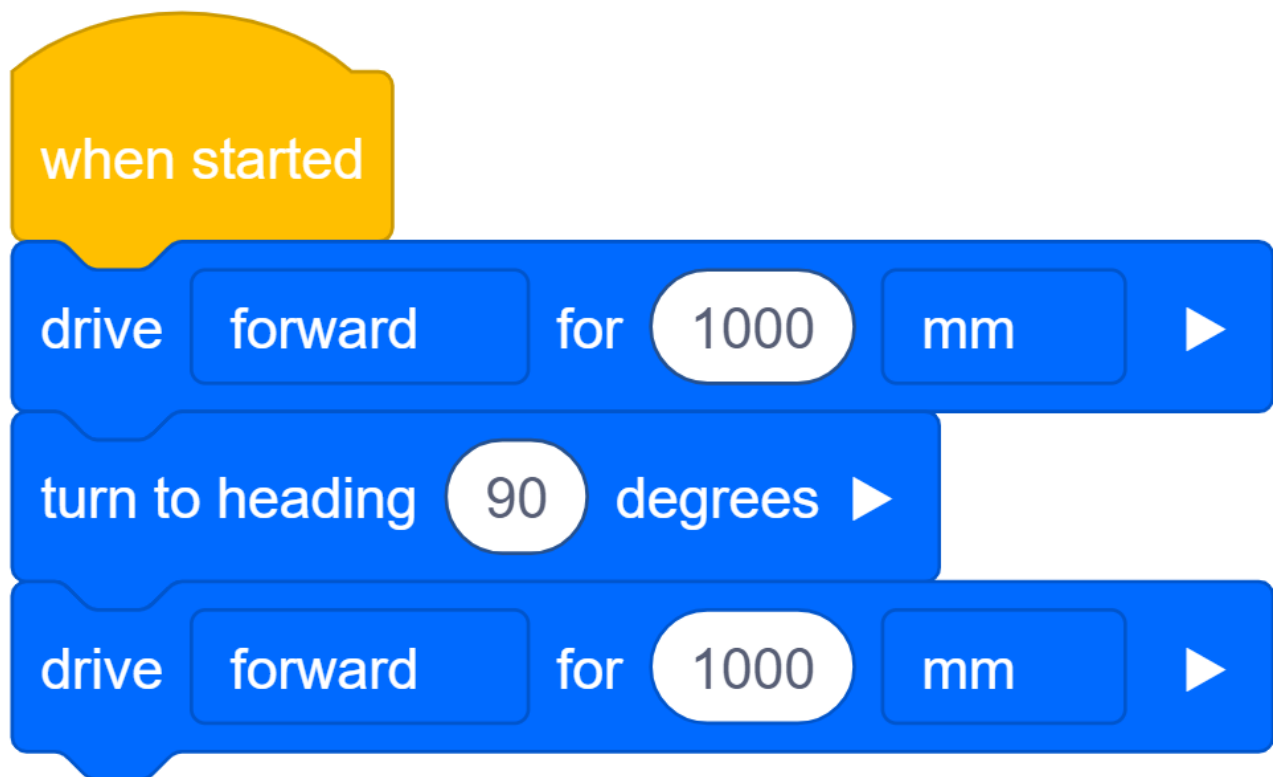 when started
drive forward for 1000 mm
turn to heading 90 degrees
drive forward for 1000 mm